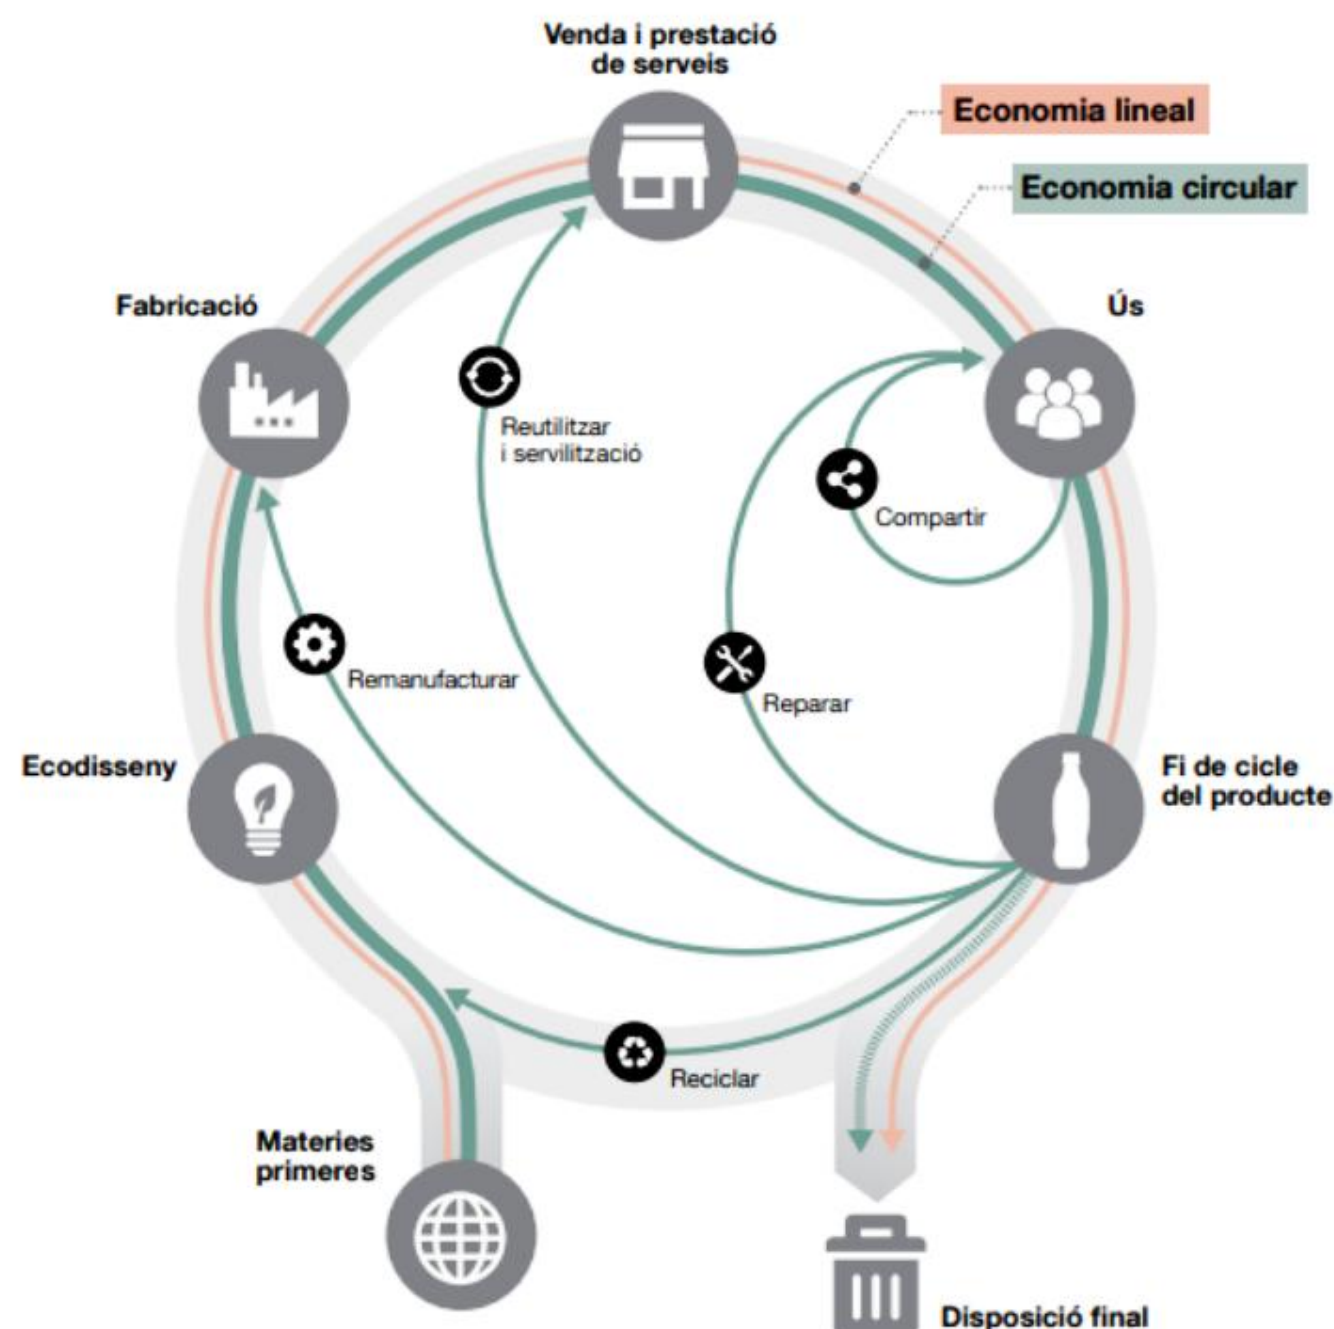 Venda i prestació
de serveis
Economia lineal
Economia circular
Fabricació
Ús
Reutilitzar
i servilització
Compartir
Remanufacturar
Reparar
Ecodisseny
Fi de cicle
del producte
Reciclar
Materies
primeres
Disposició final